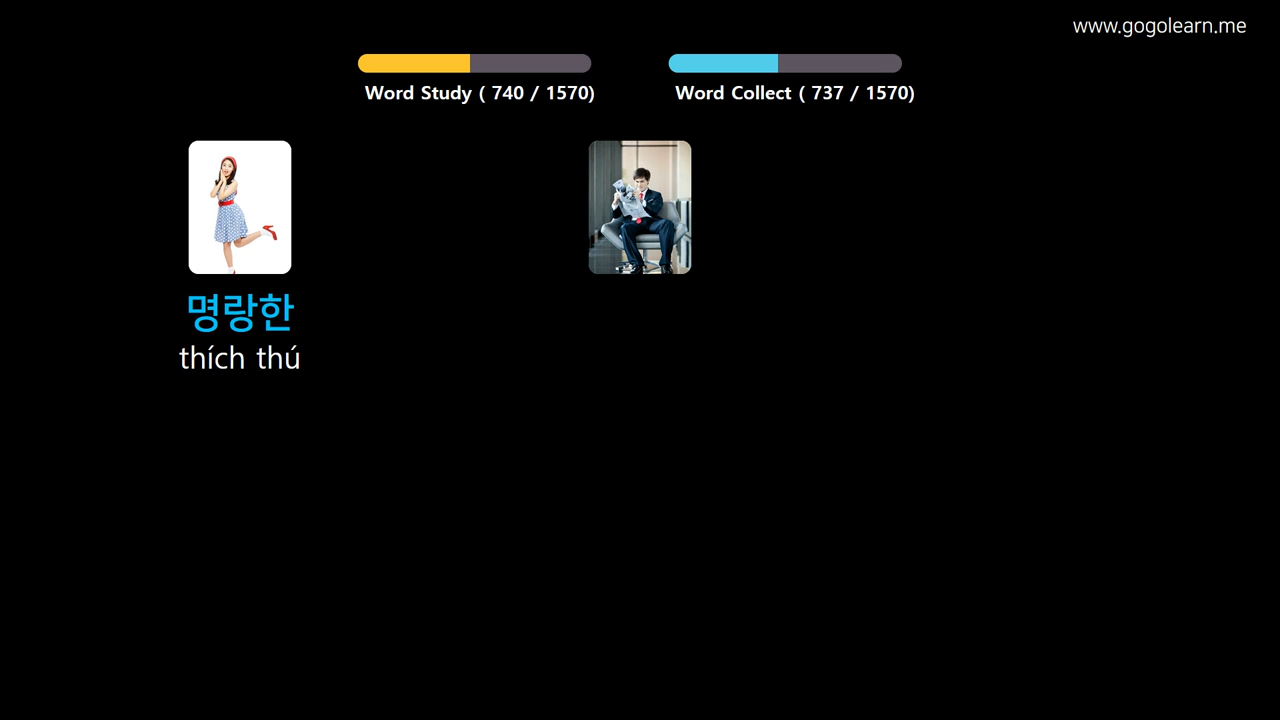 www.gogolearn.me
Word Study ( 740 / 1570)
Word Collect ( 737 / 1570)
명랑한
thích thú